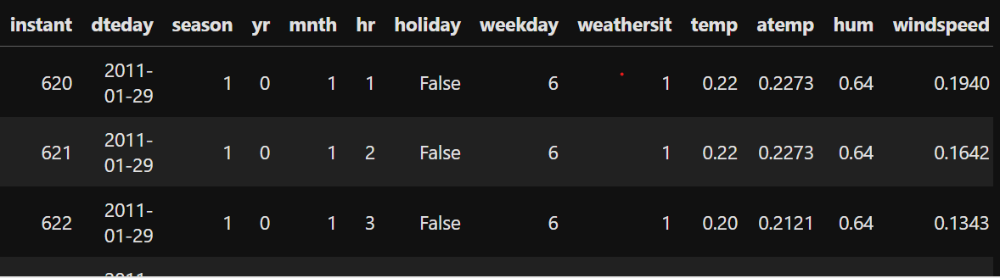 instant dteday season yr mnth hr holiday weekday weathersit temp atemp hum windspeed
620 2011-01-29 1 0 1 1 False 6 1 0.22 0.2273 0.64 0.1940
621 2011-01-29 1 0 1 2 False 6 1 0.22 0.2273 0.64 0.1642
622 2011-01-29 1 0 1 3 False 6 1 0.20 0.2121 0.64 0.1343
2011-